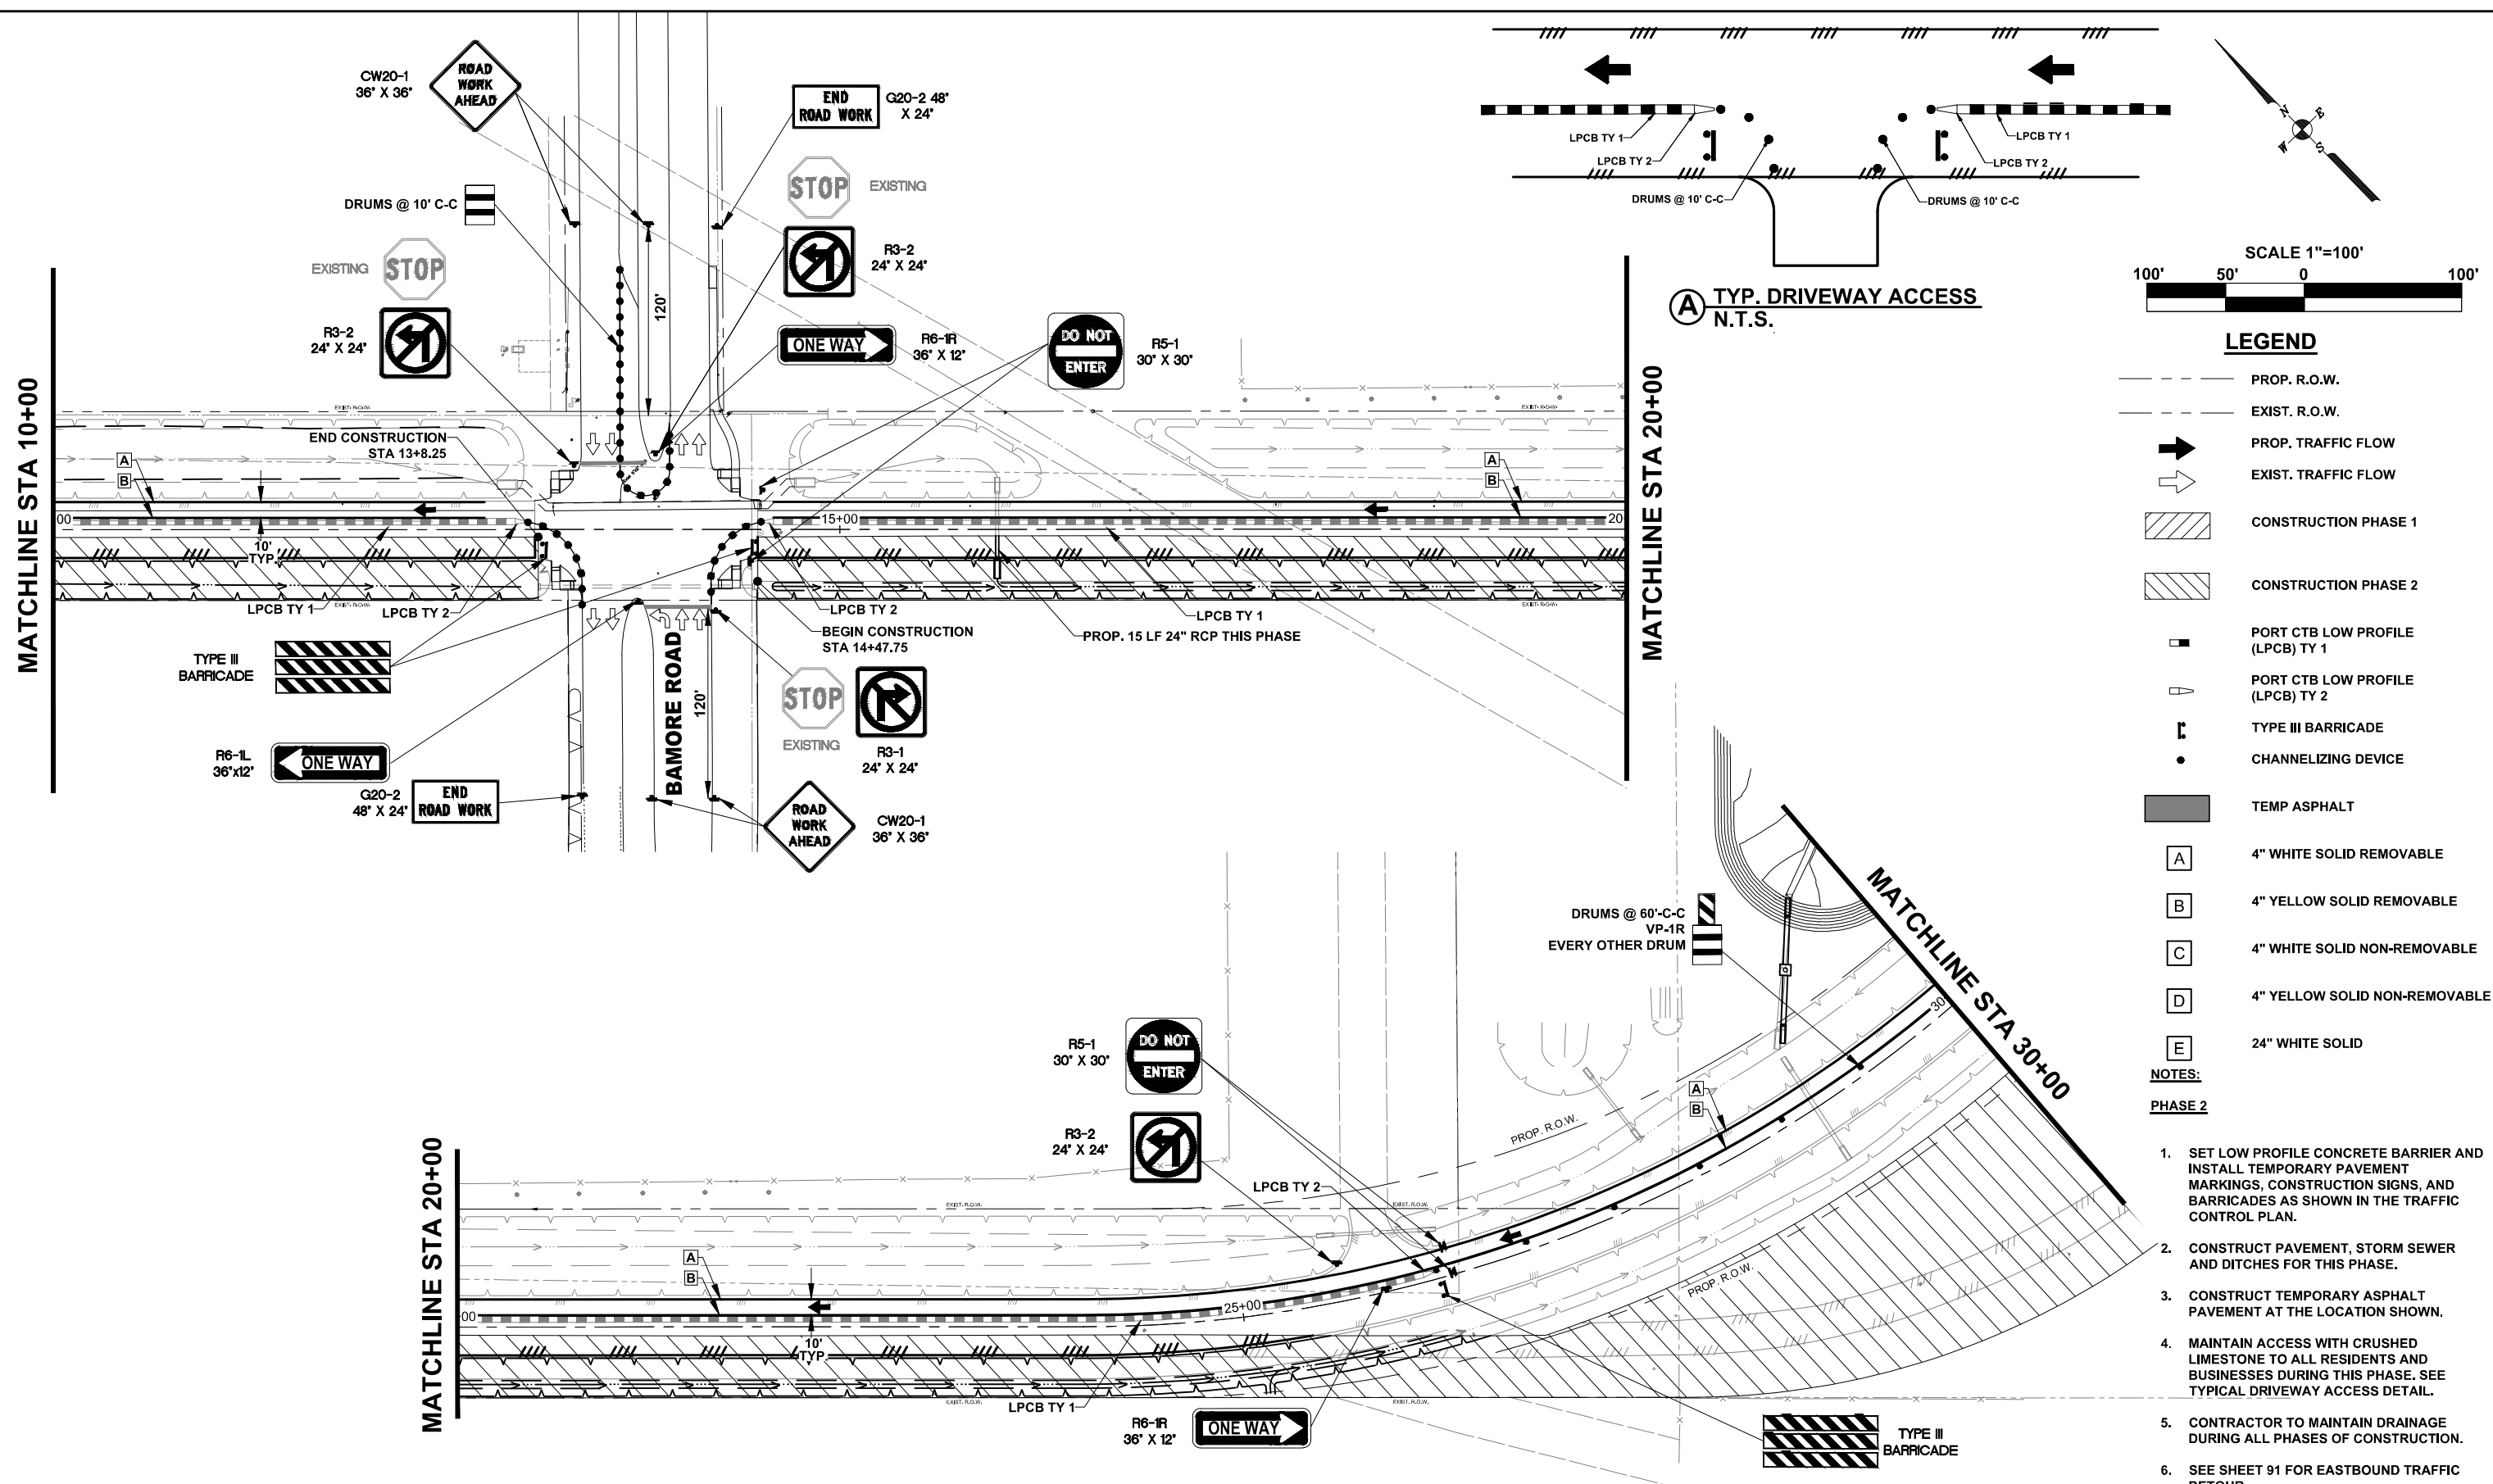 CW20-1
36" X 36"
ROAD
WORK
AHEAD
END
ROAD WORK
G20-2 48"
X 24"
DRUMS @ 10' C-C
STOP
EXISTING
EXISTING
STOP
R3-2
24" X 24"
R3-2
24" X 24"
120'
ONE WAY
R6-1R
36" X 12"
DO NOT
ENTER
R5-1
30" X 30"
LPCB TY 1
LPCB TY 2
LPCB TY 1
LPCB TY 2
DRUMS @ 10' C-C
DRUMS @ 10' C-C
A
TYP. DRIVEWAY ACCESS
N.T.S.
N
E
W
S
SCALE 1"=100'
100'
50'
0
100'
MATCHLINE STA 10+00
EXIST. R.O.W.
END CONSTRUCTION
STA 13+8.25
A
B
00
10'
TYP.
EXIST. R.O.W.
LPCB TY 1
LPCB TY 2
15+00
EXIST. R.O.W.
A
B
20
EXIST. R.O.W.
LPCB TY 2
LPCB TY 1
BEGIN CONSTRUCTION
STA 14+47.75
PROP. 15 LF 24" RCP THIS PHASE
MATCHLINE STA 20+00
TYPE III
BARRICADE
BAMORE ROAD
120'
STOP
EXISTING
R3-1
24" X 24"
R6-1L
36"x12"
ONE WAY
G20-2
48" X 24"
END
ROAD WORK
ROAD
WORK
AHEAD
CW20-1
36" X 36"
LEGEND
PROP. R.O.W.
EXIST. R.O.W.
PROP. TRAFFIC FLOW
EXIST. TRAFFIC FLOW
CONSTRUCTION PHASE 1
CONSTRUCTION PHASE 2
PORT CTB LOW PROFILE
(LPCB) TY 1
PORT CTB LOW PROFILE
(LPCB) TY 2
TYPE III BARRICADE
CHANNELIZING DEVICE
TEMP ASPHALT
A 4" WHITE SOLID REMOVABLE
B 4" YELLOW SOLID REMOVABLE
C 4" WHITE SOLID NON-REMOVABLE
D 4" YELLOW SOLID NON-REMOVABLE
E 24" WHITE SOLID
DRUMS @ 60'-C-C
VP-1R
EVERY OTHER DRUM
MATCHLINE STA 30+00
30
R5-1
30" X 30"
DO NOT
ENTER
R3-2
24" X 24"
A
B
PROP. R.O.W.
LPCB TY 2
MATCHLINE STA 20+00
EXIST. R.O.W.
EXIST. R.O.W.
A
B
00
10'
TYP
25+00
PROP. R.O.W.
EXIST. R.O.W.
LPCB TY 1
EXIST. R.O.W.
R6-1R
36" X 12"
ONE WAY
TYPE III
BARRICADE
NOTES:
PHASE 2
1. SET LOW PROFILE CONCRETE BARRIER AND
INSTALL TEMPORARY PAVEMENT
MARKINGS, CONSTRUCTION SIGNS, AND
BARRICADES AS SHOWN IN THE TRAFFIC
CONTROL PLAN.
2. CONSTRUCT PAVEMENT, STORM SEWER
AND DITCHES FOR THIS PHASE.
3. CONSTRUCT TEMPORARY ASPHALT
PAVEMENT AT THE LOCATION SHOWN.
4. MAINTAIN ACCESS WITH CRUSHED
LIMESTONE TO ALL RESIDENTS AND
BUSINESSES DURING THIS PHASE. SEE
TYPICAL DRIVEWAY ACCESS DETAIL.
5. CONTRACTOR TO MAINTAIN DRAINAGE
DURING ALL PHASES OF CONSTRUCTION.
6. SEE SHEET 91 FOR EASTBOUND TRAFFIC